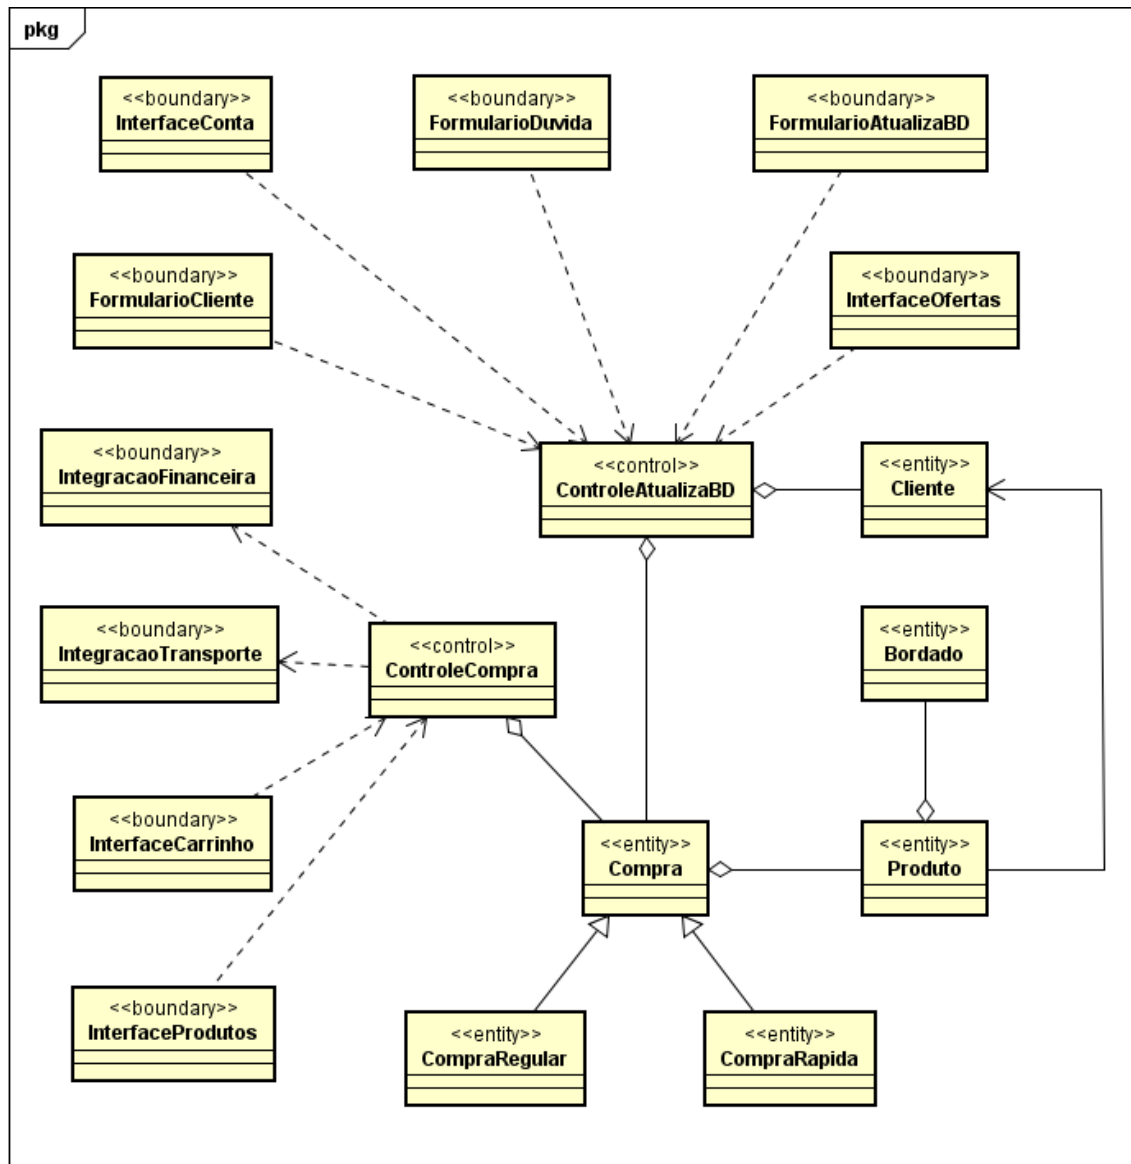 pkg
<<boundary>>
InterfaceConta
<<boundary>>
FormularioDuvida
<<boundary>>
FormularioAtualizaBD
<<boundary>>
FormularioCliente
<<boundary>>
InterfaceOfertas
<<boundary>>
IntegracaoFinanceira
<<control>>
ControleAtualizaBD
<<entity>>
Cliente
<<boundary>>
IntegracaoTransporte
<<control>>
ControleCompra
<<entity>>
Bordado
<<boundary>>
InterfaceCarrinho
<<entity>>
Compra
<<entity>>
Produto
<<boundary>>
InterfaceProdutos
<<entity>>
CompraRegular
<<entity>>
CompraRapida